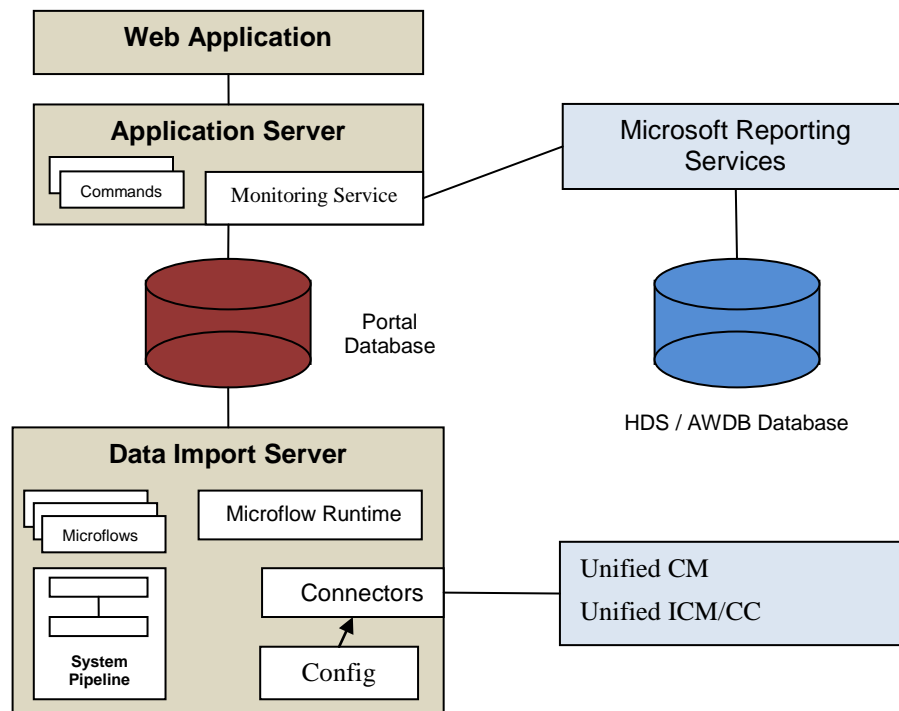 Web Application
Application Server
Commands
Monitoring Service
Microsoft Reporting
Services
Portal
Database
HDS / AWDB Database
Data Import Server
Microflows
Microflow Runtime
System
Pipeline
Connectors
Config
Unified CM
Unified ICM/CC